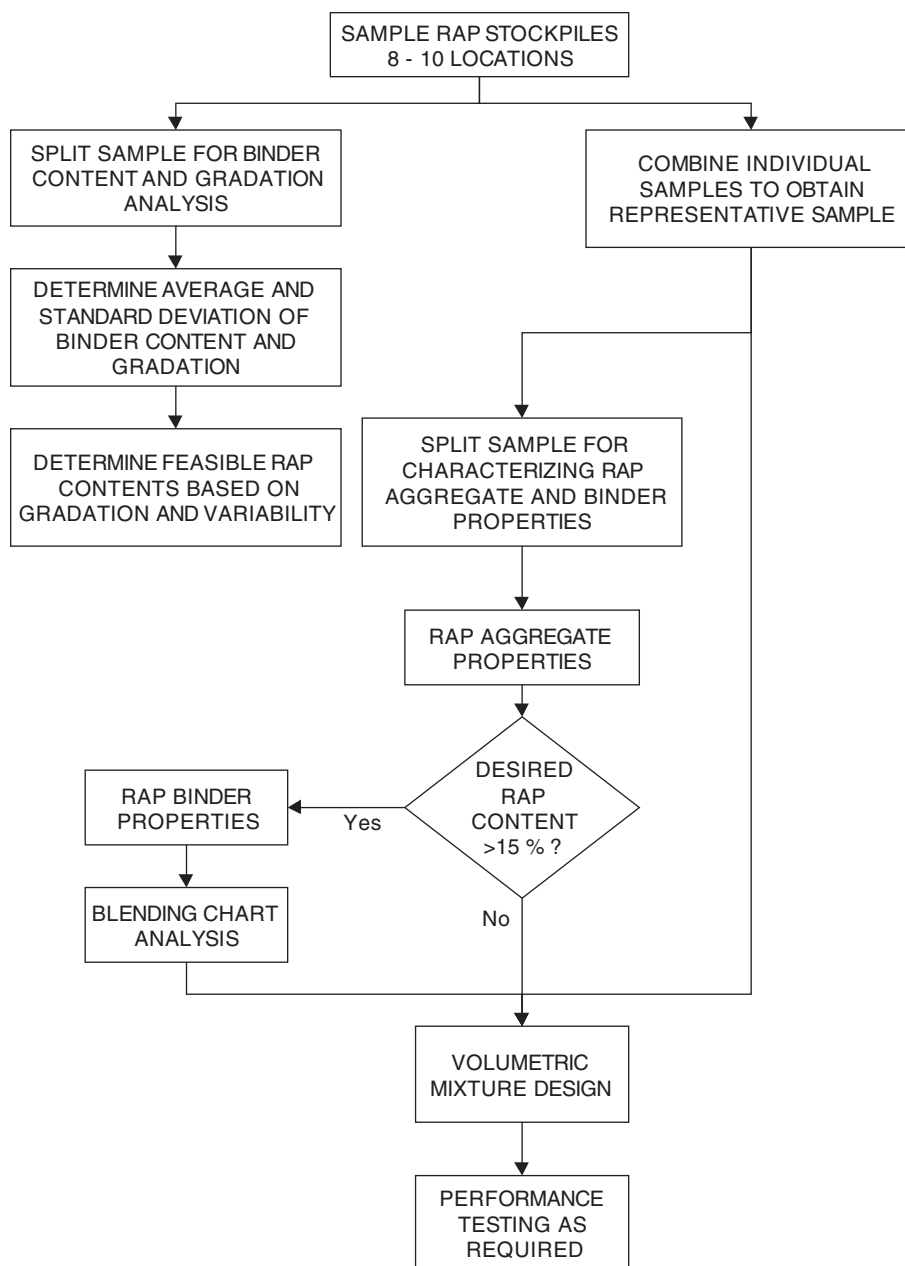 SAMPLE RAP STOCKPILES
8 - 10 LOCATIONS
SPLIT SAMPLE FOR BINDER
CONTENT AND GRADATION
ANALYSIS
COMBINE INDIVIDUAL
SAMPLES TO OBTAIN
REPRESENTATIVE SAMPLE
DETERMINE AVERAGE AND
STANDARD DEVIATION OF
BINDER CONTENT AND
GRADATION
DETERMINE FEASIBLE RAP
CONTENTS BASED ON
GRADATION AND VARIABILITY
SPLIT SAMPLE FOR
CHARACTERIZING RAP
AGGREGATE AND BINDER
PROPERTIES
RAP AGGREGATE
PROPERTIES
DESIRED
RAP
CONTENT
>15 % ?
Yes
No
RAP BINDER
PROPERTIES
BLENDING CHART
ANALYSIS
VOLUMETRIC
MIXTURE DESIGN
PERFORMANCE
TESTING AS
REQUIRED